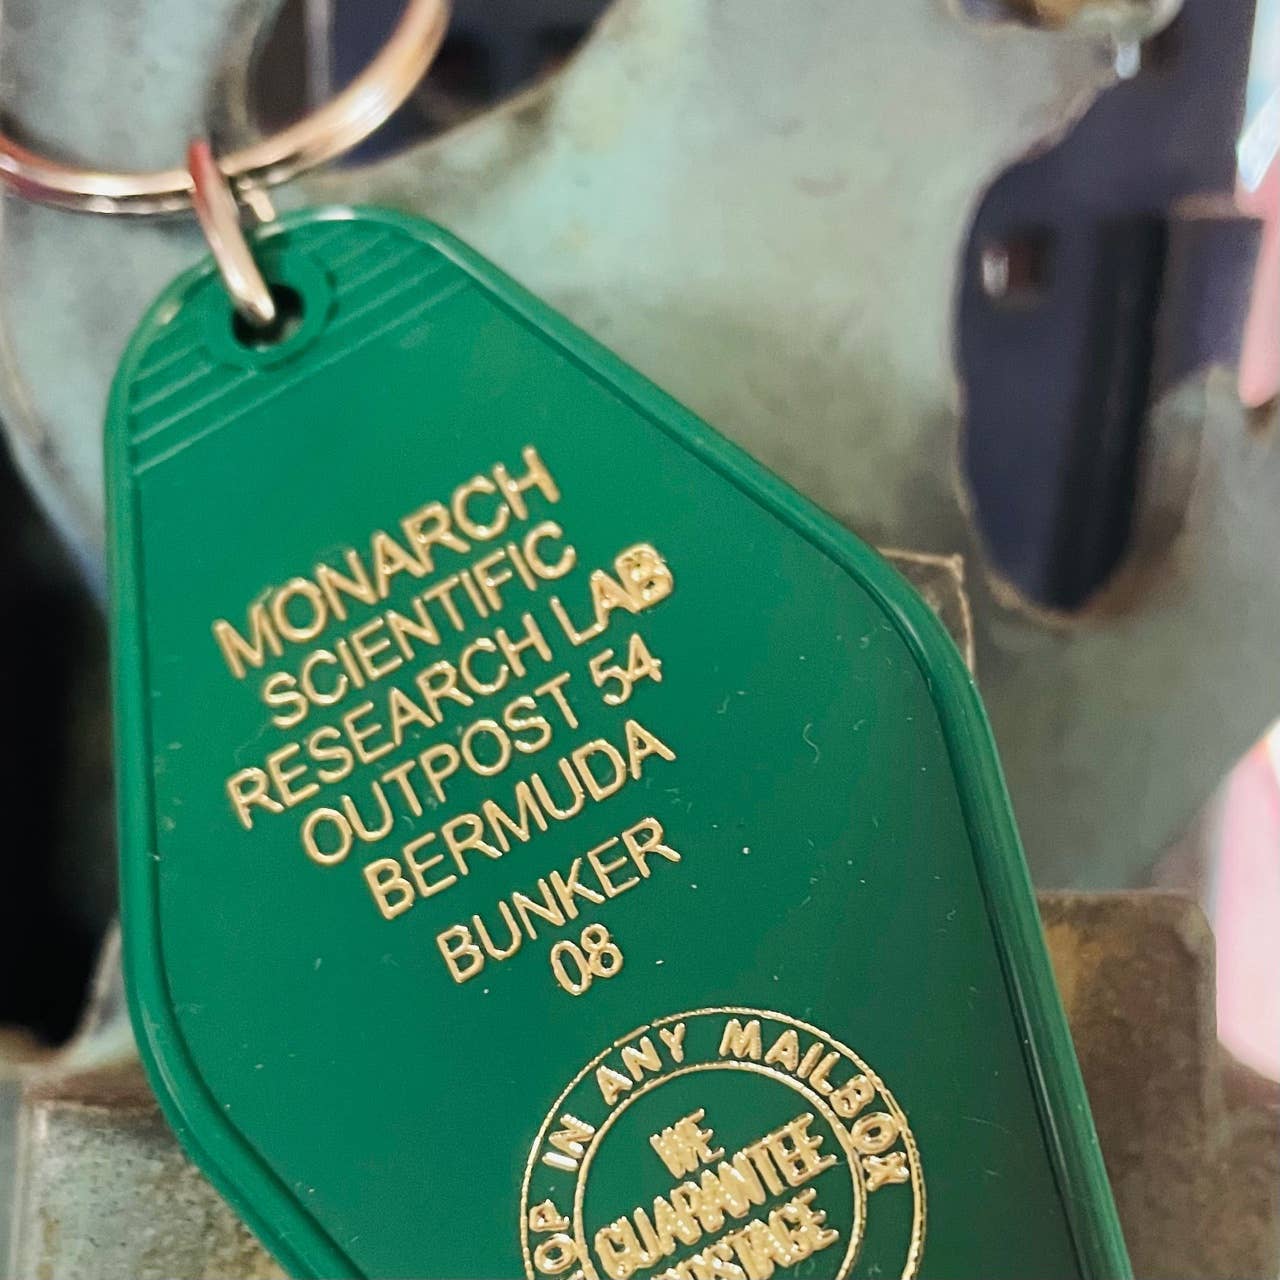 MONARCH
SCIENTIFIC
RESEARCH LAB
OUTPOST 54
BERMUDA
BUNKER
08
IN ANY MAILBOX
WE
GUARANTEE